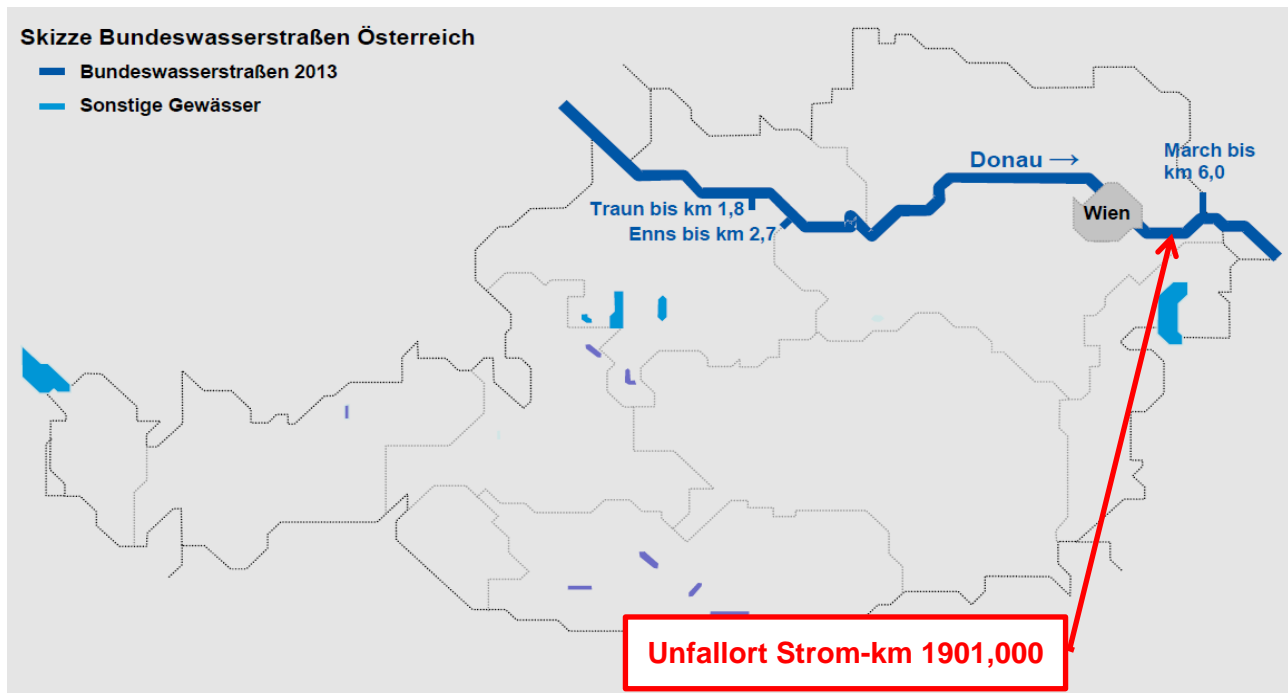 Skizze Bundeswasserstraßen Österreich
Bundeswasserstraßen 2013
Sonstige Gewässer
Donau →
March bis
km 6,0
Traun bis km 1,8
Enns bis km 2,7
Wien
Unfallort Strom-km 1901,000